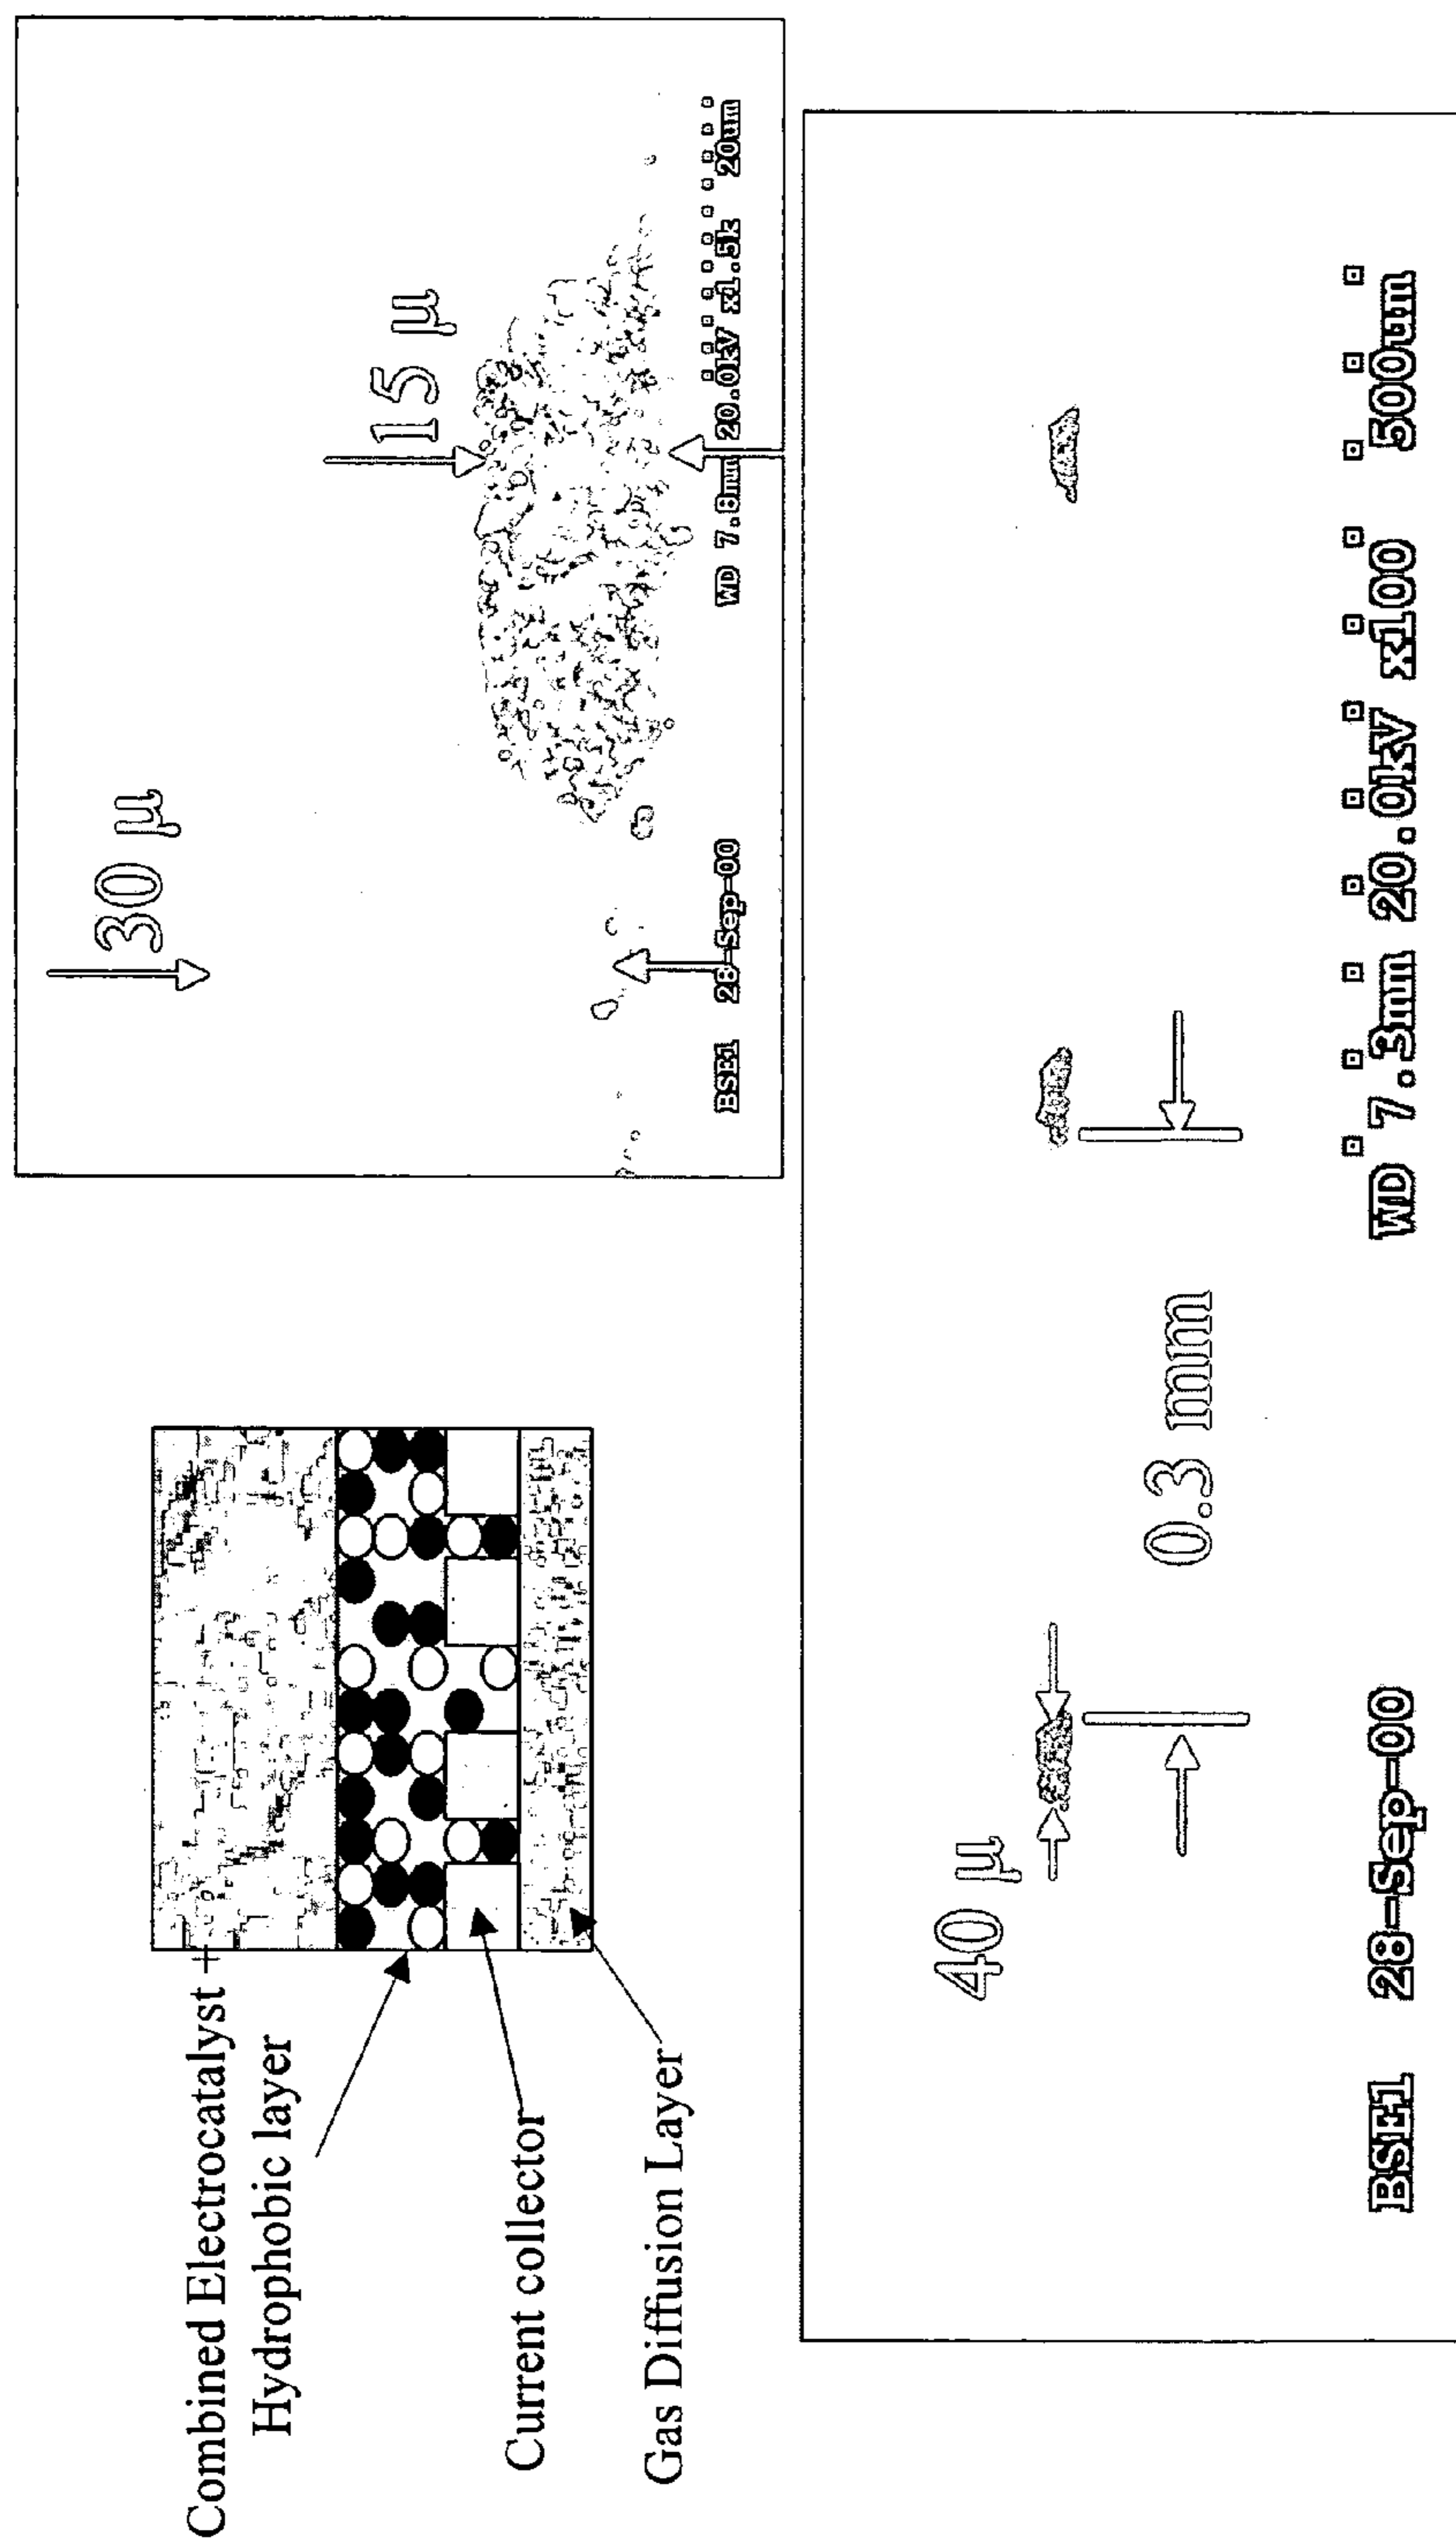 Combined Electrocatalyst +
Hydrophobic layer
Current collector
Gas Diffusion Layer
30 μ
15 μ
BSE1 28-Sep-00 WD 7.8mm 20.0kV x1.5k 20um
40 μ
0.3 mm
BSE1 28-Sep-00 WD 7.3mm 20.0kV x100 500um